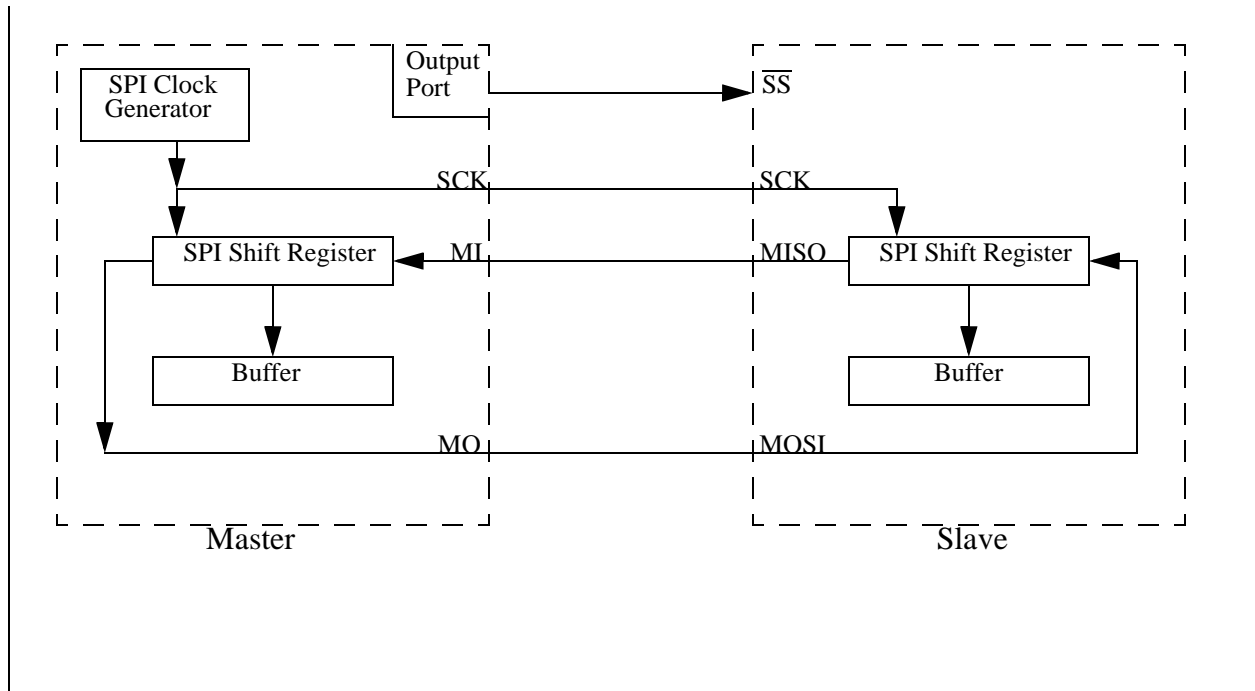 Output
Port
SPI Clock
Generator
S̅S̅
SCK
SCK
SPI Shift Register
MI
MISO
SPI Shift Register
Buffer
Buffer
MO
MOSI
Master
Slave